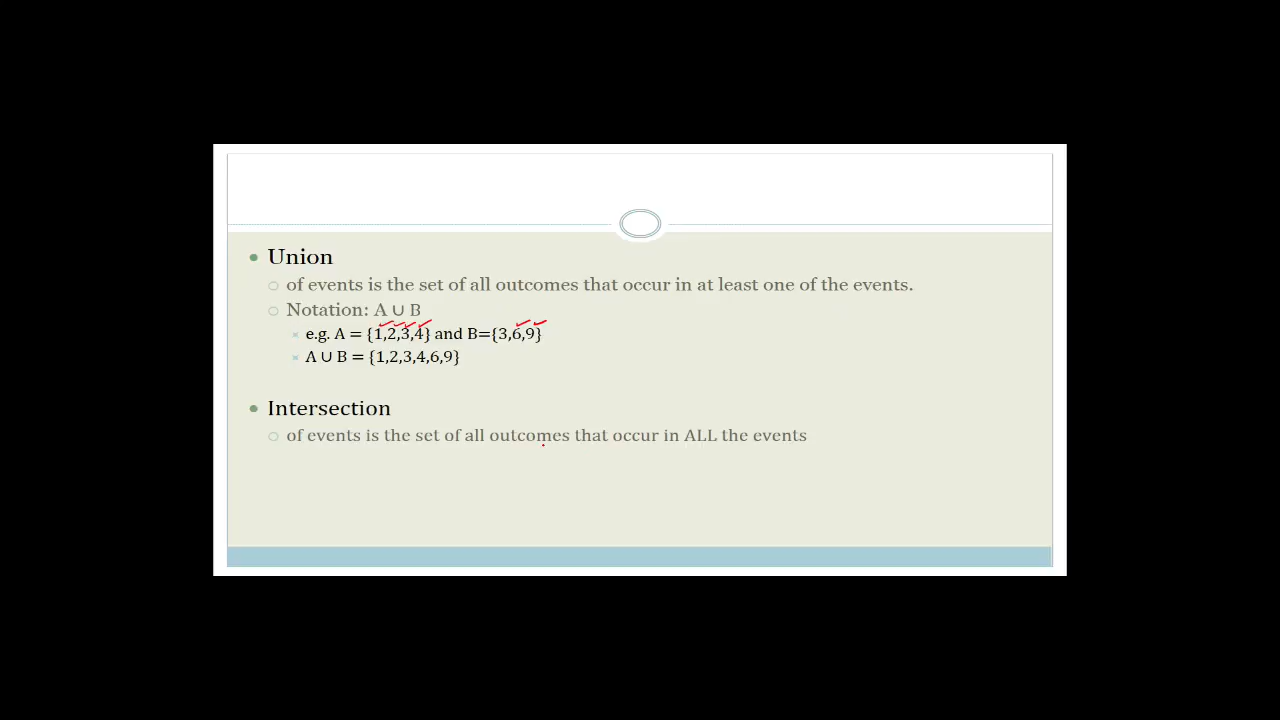 Union
of events is the set of all outcomes that occur in at least one of the events.
Notation: A ∪ B
e.g. A = {1,2,3,4} and B={3,6,9}
A ∪ B = {1,2,3,4,6,9}
Intersection
of events is the set of all outcomes that occur in ALL the events